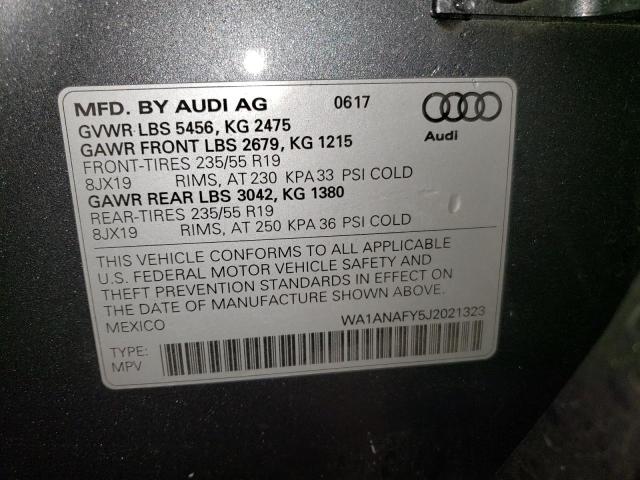 MFD. BY AUDI AG 0617
GVWR LBS 5456, KG 2475
GAWR FRONT LBS 2679, KG 1215
FRONT-TIRES 235/55 R19
8JX19 RIMS, AT 230 KPA 33 PSI COLD
GAWR REAR LBS 3042, KG 1380
REAR-TIRES 235/55 R19
8JX19 RIMS, AT 250 KPA 36 PSI COLD
Audi
THIS VEHICLE CONFORMS TO ALL APPLICABLE
U.S. FEDERAL MOTOR VEHICLE SAFETY AND
THEFT PREVENTION STANDARDS IN EFFECT ON
THE DATE OF MANUFACTURE SHOWN ABOVE.
MEXICO WA1ANAFY5J2021323
TYPE:
MPV